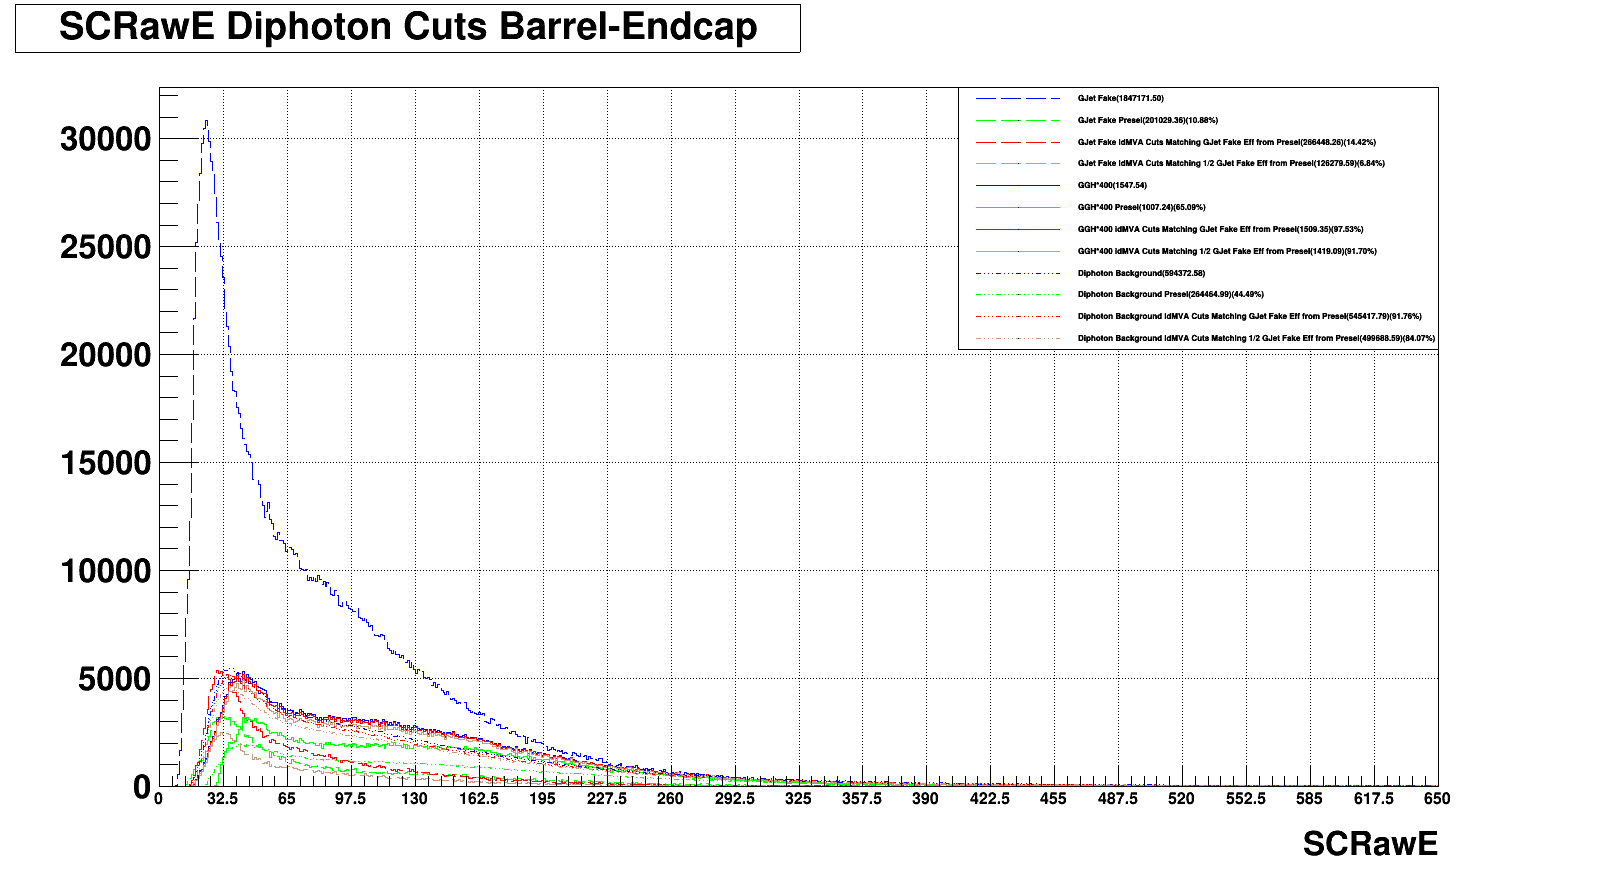 SCRawE Diphoton Cuts Barrel-Endcap
GJet Fake(1847171.50)
GJet Fake Presel(201029.36)(10.88%)
GJet Fake idMVA Cuts Matching GJet Fake Eff from Presel(266448.26)(14.42%)
GJet Fake idMVA Cuts Matching 1/2 GJet Fake Eff from Presel(126279.59)(6.84%)
GGH*400(1547.54)
GGH*400 Presel(1007.24)(65.09%)
GGH*400 idMVA Cuts Matching GJet Fake Eff from Presel(1509.35)(97.53%)
GGH*400 idMVA Cuts Matching 1/2 GJet Fake Eff from Presel(1419.09)(91.70%)
Diphoton Background(594372.58)
Diphoton Background Presel(264464.99)(44.49%)
Diphoton Background idMVA Cuts Matching GJet Fake Eff from Presel(545417.79)(91.76%)
Diphoton Background idMVA Cuts Matching 1/2 GJet Fake Eff from Presel(499688.59)(84.07%)
30000
25000
20000
15000
10000
5000
0
0 32.5 65 97.5 130 162.5 195 227.5 260 292.5 325 357.5 390 422.5 455 487.5 520 552.5 585 617.5 650
SCRawE